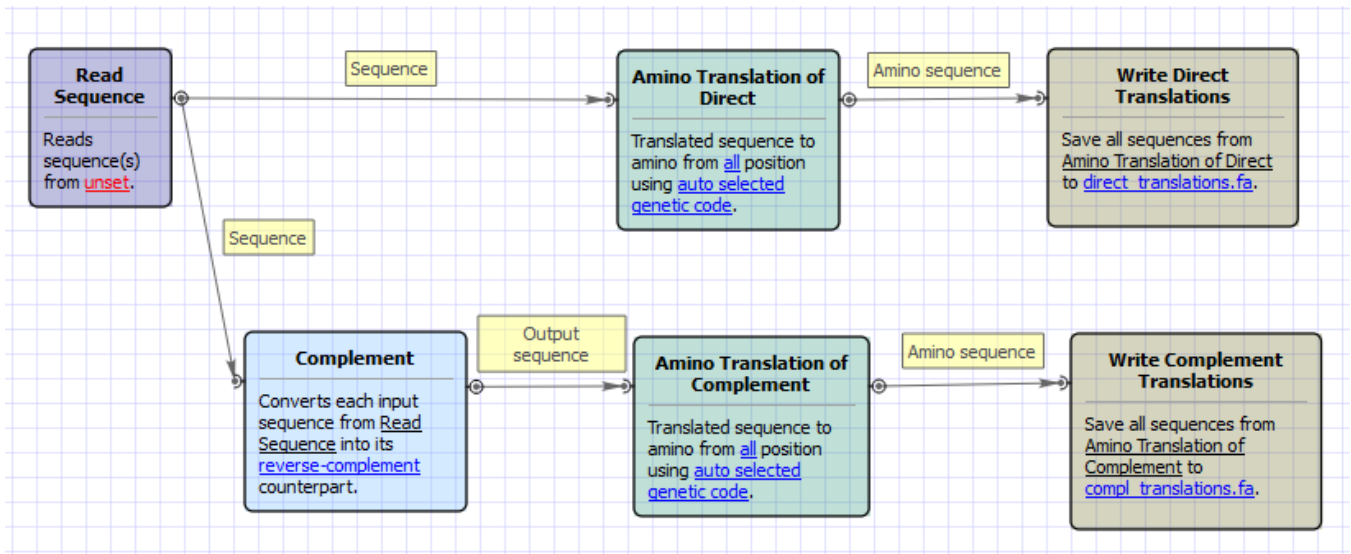 Read
Sequence
Reads
sequence(s)
from unset.
Sequence
Amino Translation of
Direct
Translated sequence to
amino from all position
using auto selected
genetic code.
Amino sequence
Write Direct
Translations
Save all sequences from
Amino Translation of Direct
to direct_translations.fa.
Sequence
Complement
Converts each input
sequence from Read
Sequence into its
reverse-complement
counterpart.
Output
sequence
Amino Translation of
Complement
Translated sequence to
amino from all position
using auto selected
genetic code.
Amino sequence
Write Complement
Translations
Save all sequences from
Amino Translation of
Complement to
compl_translations.fa.